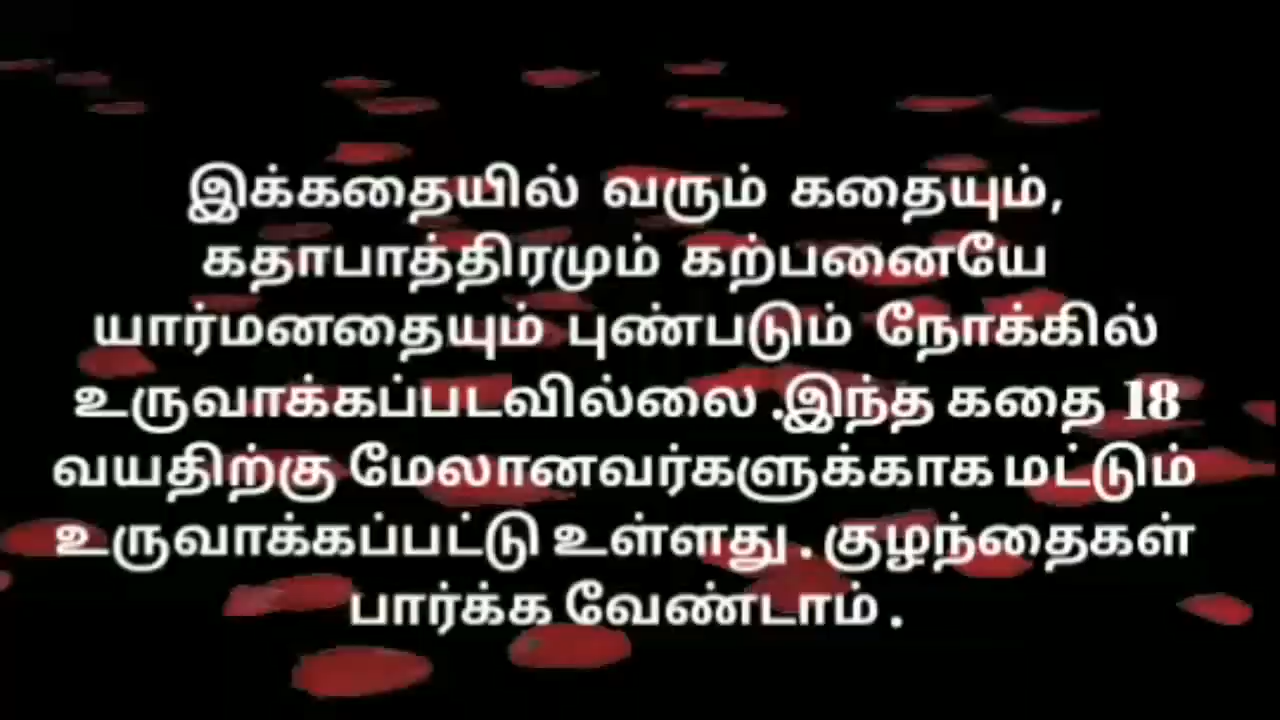 இக்கதையில் வரும் கதையும்,
கதாபாத்திரமும் கற்பனையே
யார்மனதையும் புண்படும் நோக்கில்
உருவாக்கப்படவில்லை .இந்த கதை 18
வயதிற்கு மேலானவர்களுக்காக மட்டும்
உருவாக்கப்பட்டு உள்ளது . குழந்தைகள்
பார்க்க வேண்டாம் .